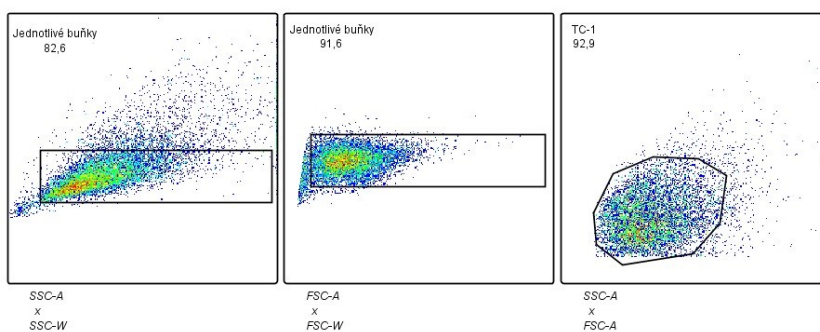 Jednotlivé buňky
82,6
Jednotlivé buňky
91,6
TC-1
92,9
SSC-A
x
SSC-W
FSC-A
x
FSC-W
SSC-A
x
FSC-A